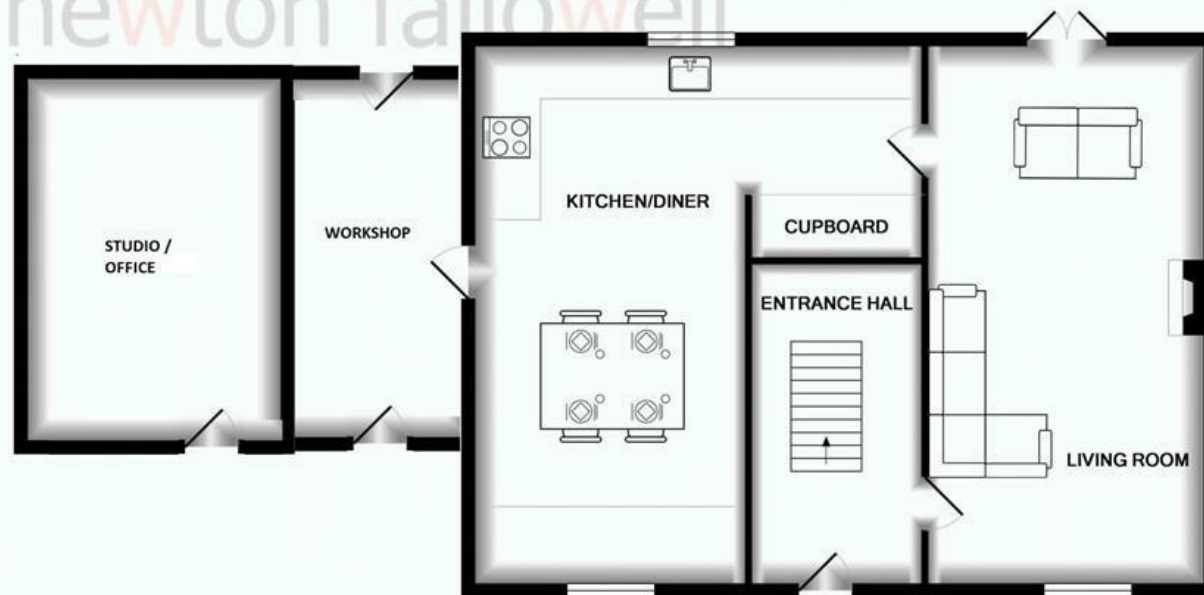 newton fallowell
KITCHEN/DINER
WORKSHOP
STUDIO /
OFFICE
CUPBOARD
ENTRANCE HALL
LIVING ROOM